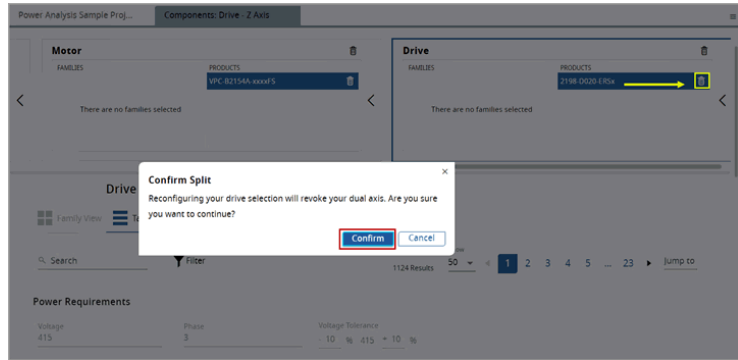 Power Analysis Sample Proj...
Components: Drive - Z Axis
Motor
FAMILIES
PRODUCTS
VPC-B2154A-xxxxFS
There are no families selected
Drive
FAMILIES
PRODUCTS
2198-D020-ERSx
There are no families selected
Confirm Split
Reconfiguring your drive selection will revoke your dual axis. Are you sure
you want to continue?
Confirm
Cancel
Drive
Family View
Search
Filter
1124 Results
50
1 2 3 4 5 ... 23
Jump to
Power Requirements
Voltage
415
Phase
3
Voltage Tolerance
- 10 % 415 + 10 %